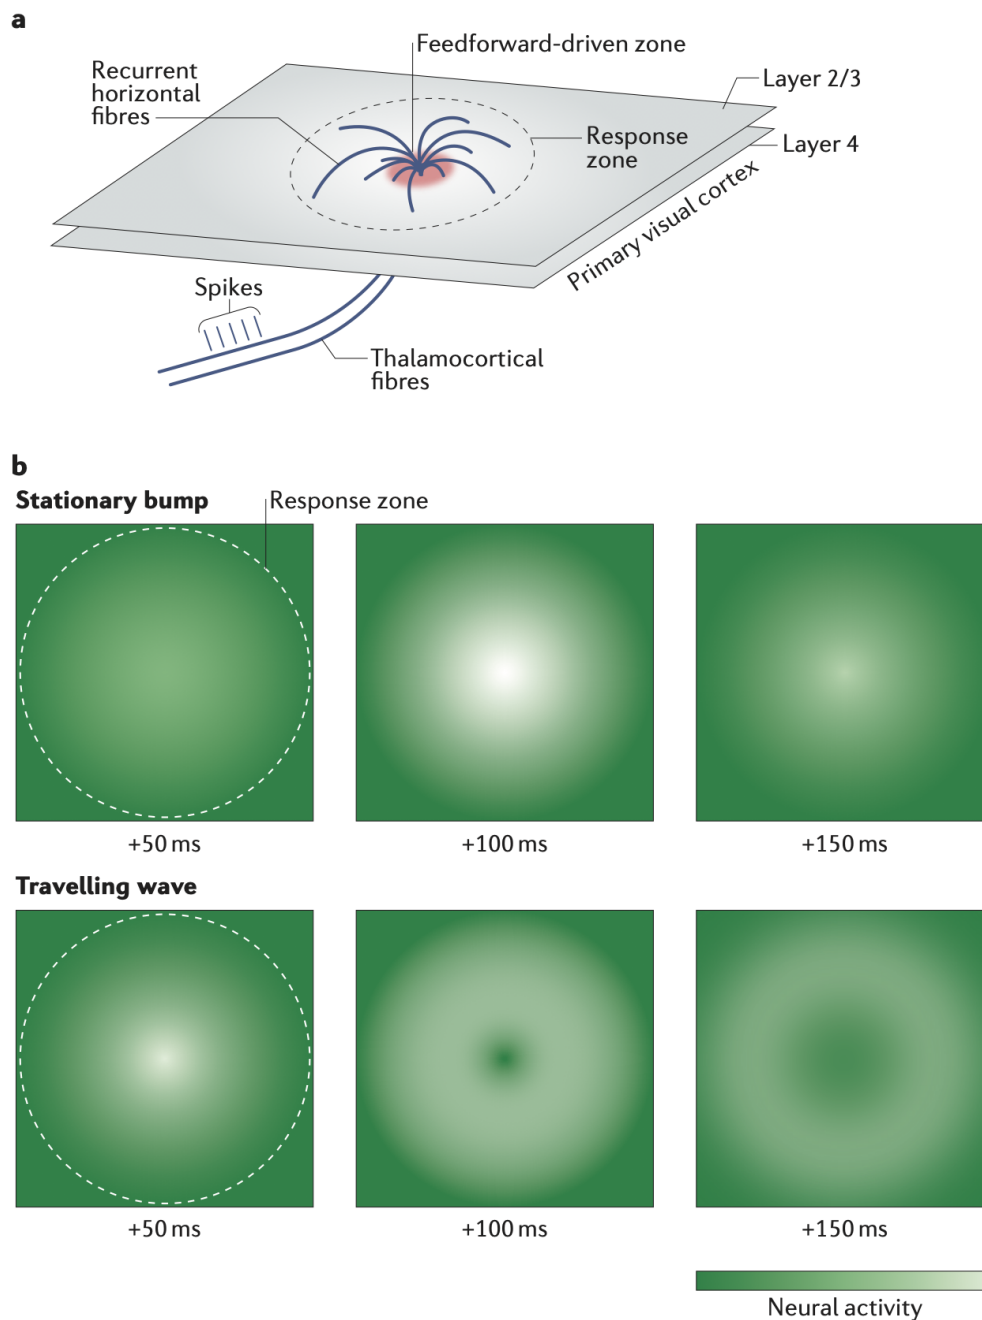 a
Feedforward-driven zone
Recurrent
horizontal
fibres
Layer 2/3
Response
zone
Layer 4
Primary visual cortex
Spikes
Thalamocortical
fibres
b
Stationary bump
Response zone
+50 ms
+100 ms
+150 ms
Travelling wave
+50 ms
+100 ms
+150 ms
Neural activity